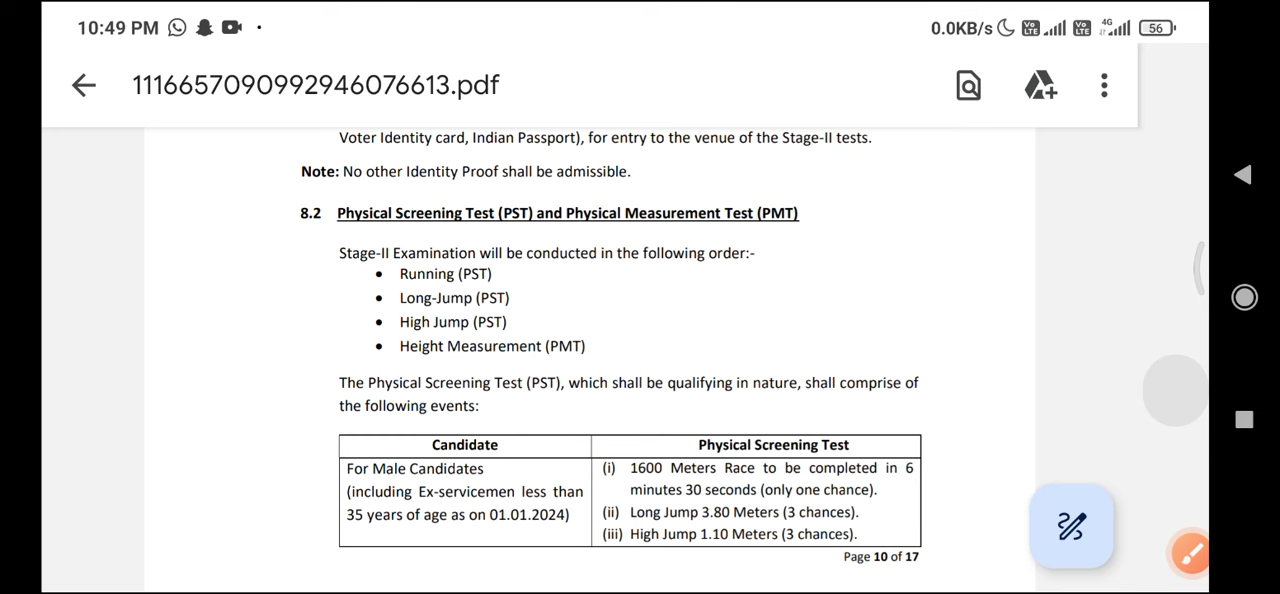 10:49 PM
0.0KB/s Vo LTE Vo LTE 4G 56
1116657090992946076613.pdf
Voter Identity card, Indian Passport), for entry to the venue of the Stage-II tests.
Note: No other Identity Proof shall be admissible.
8.2 Physical Screening Test (PST) and Physical Measurement Test (PMT)
Stage-II Examination will be conducted in the following order:-
• Running (PST)
• Long-Jump (PST)
• High Jump (PST)
• Height Measurement (PMT)
The Physical Screening Test (PST), which shall be qualifying in nature, shall comprise of
the following events:
Candidate Physical Screening Test
For Male Candidates
(including Ex-servicemen less than
35 years of age as on 01.01.2024)
(i) 1600 Meters Race to be completed in 6
minutes 30 seconds (only one chance).
(ii) Long Jump 3.80 Meters (3 chances).
(iii) High Jump 1.10 Meters (3 chances).
Page 10 of 17